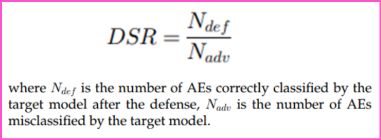 DSR = N_def / N_adv
where N_def is the number of AEs correctly classified by the
target model after the defense, N_adv is the number of AEs
misclassified by the target model.